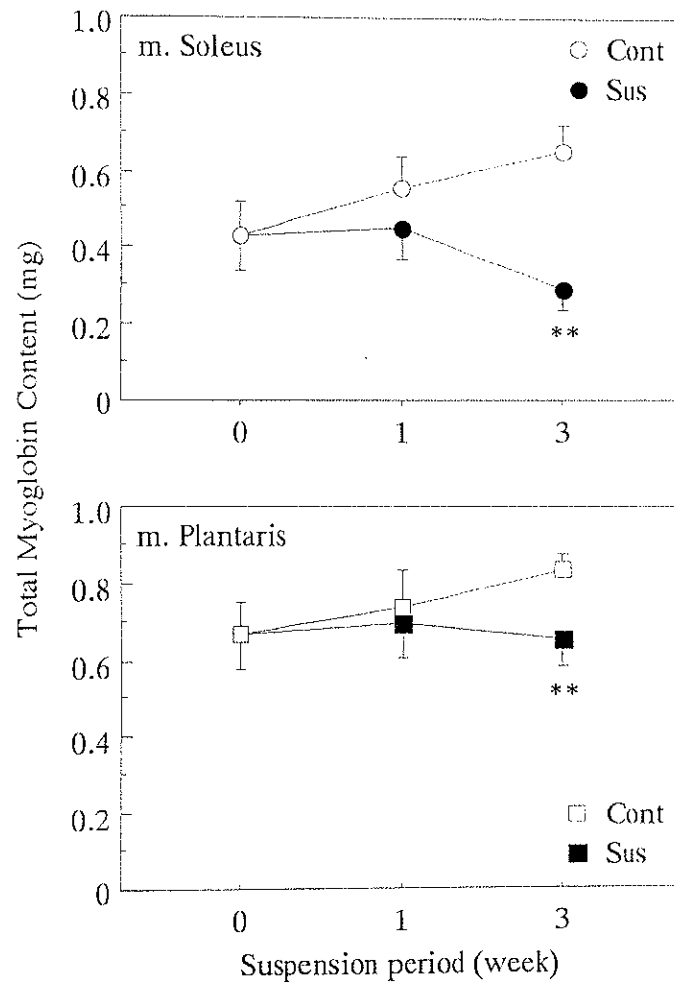 Total Myoglobin Content (mg)
m. Soleus
Cont
Sus
1.0
0.8
0.6
0.4
0.2
0
**
0 1 3
m. Plantaris
1.0
0.8
0.6
0.4
0.2
0
**
Cont
Sus
0 1 3
Suspension period (week)